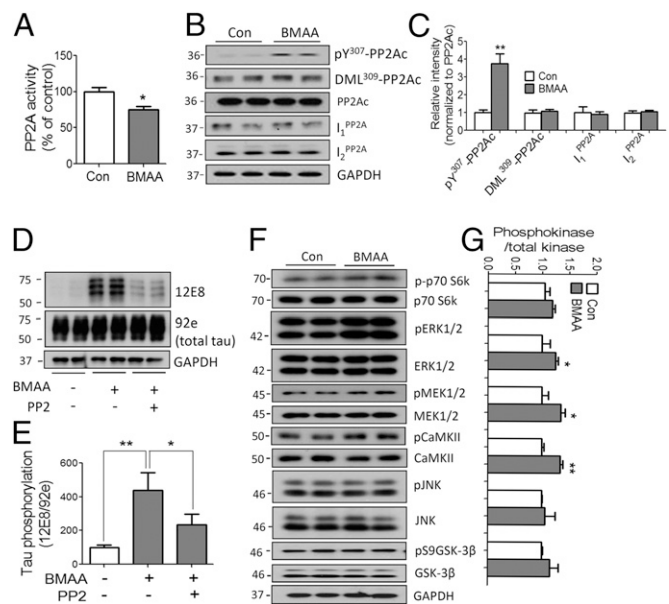 A
PP2A activity
(% of control)
150
100
50
0
*
Con
BMAA
B
Con BMAA
36- pY³⁰⁷-PP2Ac
36- DML³⁰⁹-PP2Ac
36- PP2Ac
37- I₁ᴾᴾ²ᴬ
37- I₂ᴾᴾ²ᴬ
37- GAPDH
C
Relative intensity
(normalized to PP2Ac)
5
4
3
2
1
0
**
Con
BMAA
pY³⁰⁷-PP2Ac
DML³⁰⁹-PP2Ac
I₁ᴾᴾ²ᴬ
I₂ᴾᴾ²ᴬ
D
75-
50-
12E8
75-
50-
92e
(total tau)
37- GAPDH
BMAA - + +
PP2 - - +
E
Tau phosphorylation
(12E8/92e)
600
400
200
0
** *
BMAA - + +
PP2 - - +
F
Con BMAA
70- p-p70 S6k
70- p70 S6k
42- pERK1/2
42- ERK1/2
45- pMEK1/2
45- MEK1/2
50- pCaMKII
50- CaMKII
46- pJNK
46- JNK
46- pS9GSK-3β
46- GSK-3β
37- GAPDH
G
Phosphokinase
/total kinase
0.0 0.5 1.0 1.5 2.0
Con
BMAA
*
*
**